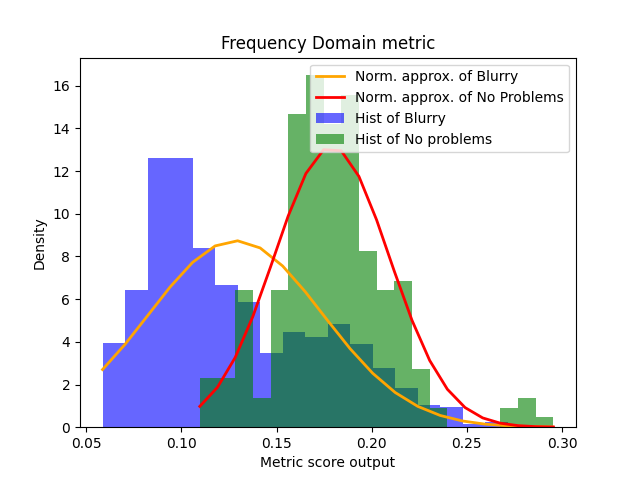 Frequency Domain metric
Norm. approx. of Blurry
Norm. approx. of No Problems
Hist of Blurry
Hist of No problems
Density
16
14
12
10
8
6
4
2
0
0.05 0.10 0.15 0.20 0.25 0.30
Metric score output